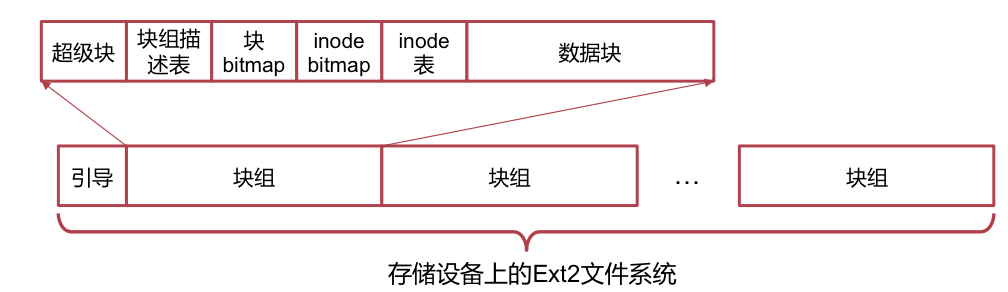 超级块
块组描
述表
块
bitmap
inode
bitmap
inode
表
数据块
引导
块组
块组
…
块组
存储设备上的Ext2文件系统